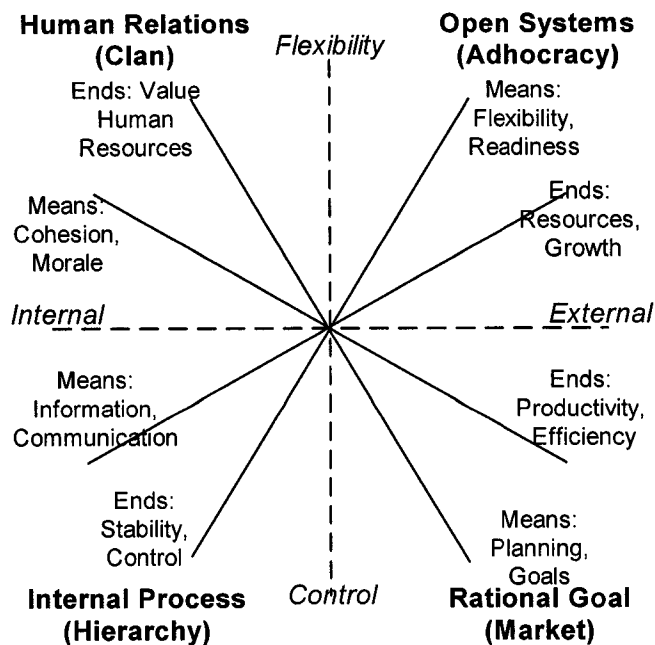 Human Relations
(Clan)
Flexibility
Open Systems
(Adhocracy)
Ends: Value
Human
Resources
Means:
Flexibility,
Readiness
Means:
Cohesion,
Morale
Ends:
Resources,
Growth
Internal
External
Means:
Information,
Communication
Ends:
Productivity,
Efficiency
Ends:
Stability,
Control
Means:
Planning,
Goals
Internal Process
(Hierarchy)
Control
Rational Goal
(Market)